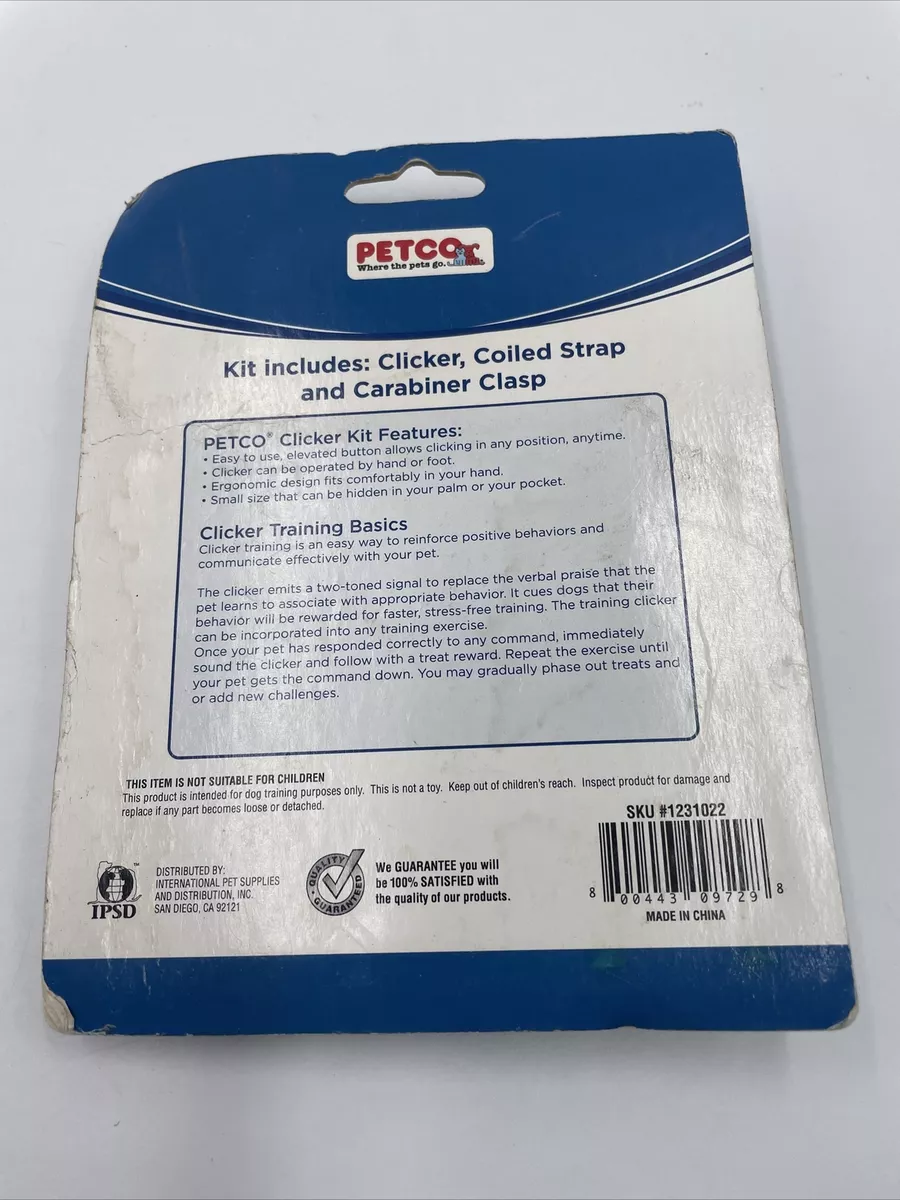 PETCO
Where the pets go.
Kit includes: Clicker, Coiled Strap
and Carabiner Clasp
PETCO® Clicker Kit Features:
• Easy to use, elevated button allows clicking in any position, anytime.
• Clicker can be operated by hand or foot.
• Ergonomic design fits comfortably in your hand.
• Small size that can be hidden in your palm or your pocket.
Clicker Training Basics
Clicker training is an easy way to reinforce positive behaviors and
communicate effectively with your pet.
The clicker emits a two-toned signal to replace the verbal praise that the
pet learns to associate with appropriate behavior. It cues dogs that their
behavior will be rewarded for faster, stress-free training. The training clicker
can be incorporated into any training exercise.
Once your pet has responded correctly to any command, immediately
sound the clicker and follow with a treat reward. Repeat the exercise until
your pet gets the command down. You may gradually phase out treats and
or add new challenges.
THIS ITEM IS NOT SUITABLE FOR CHILDREN
This product is intended for dog training purposes only. This is not a toy. Keep out of children's reach. Inspect product for damage and
replace if any part becomes loose or detached.
IPSD
TM
DISTRIBUTED BY:
INTERNATIONAL PET SUPPLIES
AND DISTRIBUTION, INC.
SAN DIEGO, CA 92121
QUALITY
GUARANTEED
We GUARANTEE you will
be 100% SATISFIED with
the quality of our products.
SKU #1231022
8 00443 09729 8
MADE IN CHINA